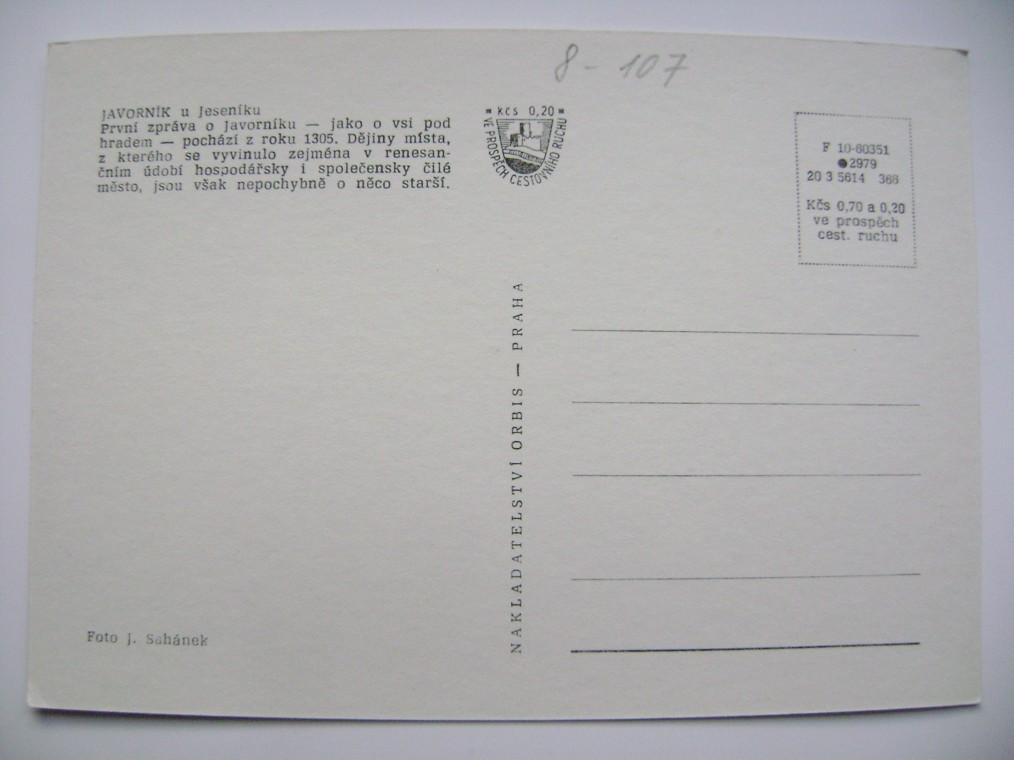 8 - 107
JAVORNÍK u Jeseníku
První zpráva o Javorníku — jako o vsi pod
hradem — pochází z roku 1305. Dějiny místa,
z kterého se vyvinulo zejména v renesan-
čním údobí hospodářsky i společensky čilé
město, jsou však nepochybně o něco starší.
Kčs 0,20
VE PROSPĚCH CESTOVNÍHO RUCHU
F 10-60351
2979
20 3 5614 366
Kčs 0,70 a 0,20
ve prospěch
cest. ruchu
NAKLADATELSTVÍ ORBIS — PRAHA
Foto J. Sahánek